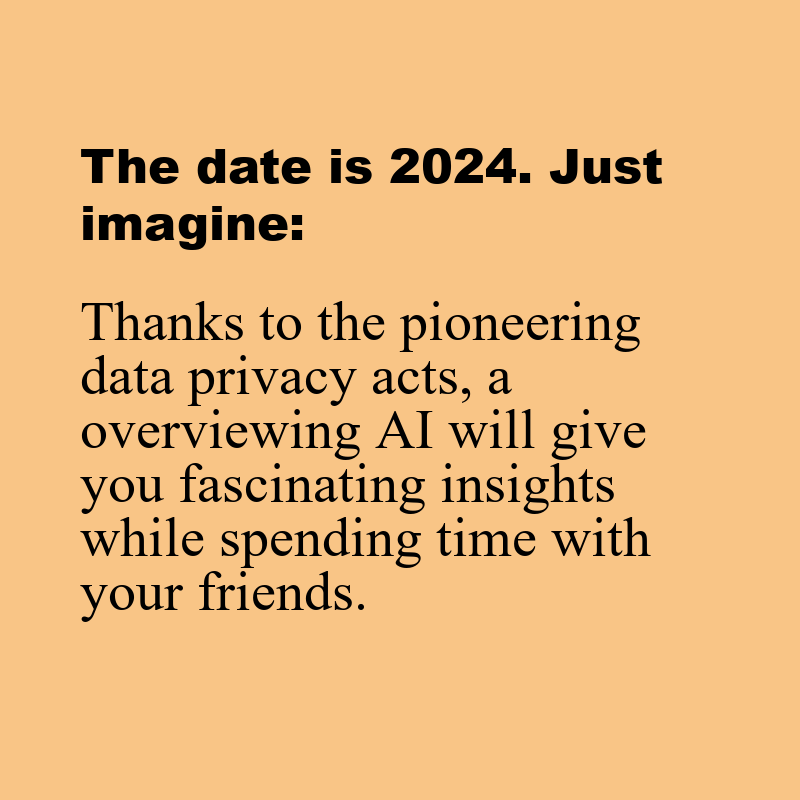 The date is 2024. Just
imagine:
Thanks to the pioneering
data privacy acts, a
overviewing AI will give
you fascinating insights
while spending time with
your friends.